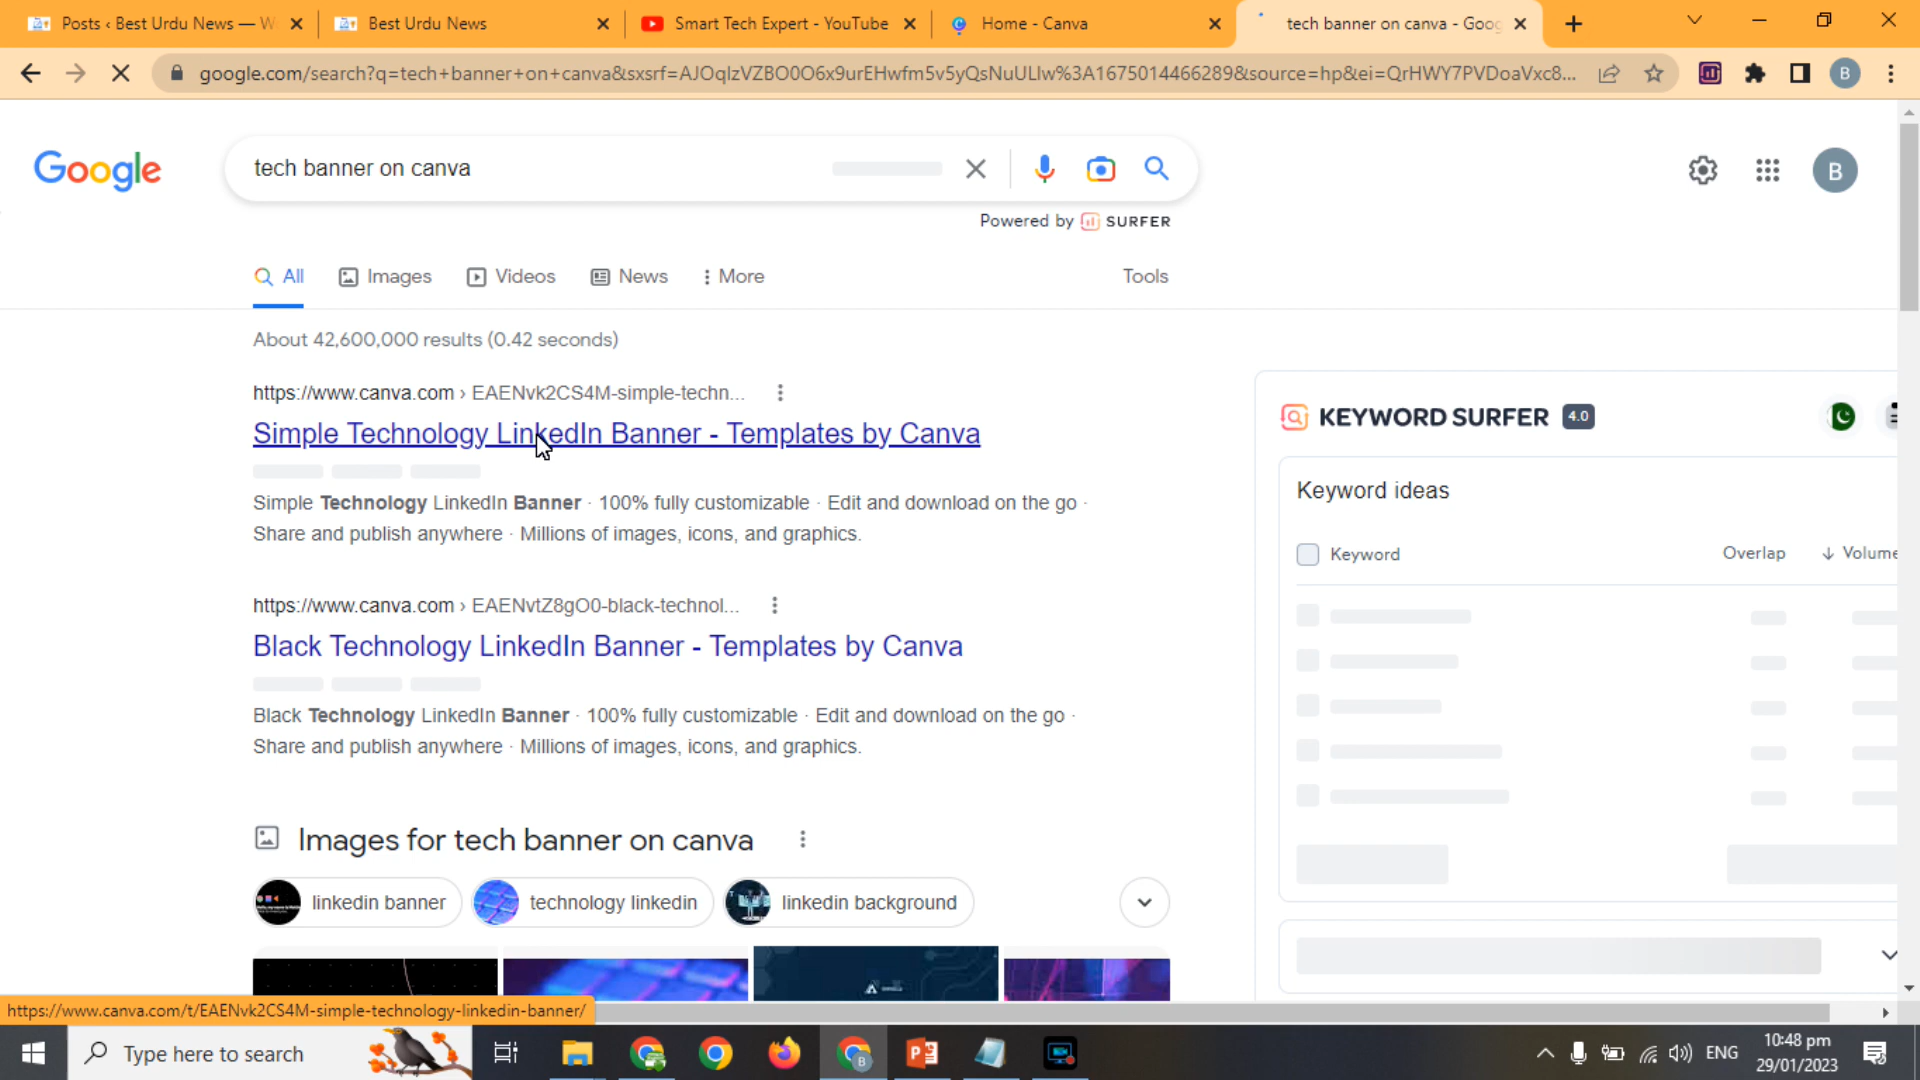 Posts ‹ Best Urdu News — W
Best Urdu News
Smart Tech Expert - YouTube
Home - Canva
tech banner on canva - Goog
google.com/search?q=tech+banner+on+canva&sxsrf=AJOqlzVZBO0O6x9urEHwfm5v5yQsNuULlw%3A1675014466289&source=hp&ei=QrHWY7PVDoaVxc8...
B
Google
tech banner on canva
B
Powered by SURFER
All
Images
Videos
News
More
Tools
About 42,600,000 results (0.42 seconds)
https://www.canva.com › EAENvk2CS4M-simple-techn...
Simple Technology LinkedIn Banner - Templates by Canva
Simple Technology LinkedIn Banner · 100% fully customizable · Edit and download on the go ·
Share and publish anywhere · Millions of images, icons, and graphics.
https://www.canva.com › EAENvtZ8gO0-black-technol...
Black Technology LinkedIn Banner - Templates by Canva
Black Technology LinkedIn Banner · 100% fully customizable · Edit and download on the go ·
Share and publish anywhere · Millions of images, icons, and graphics.
Images for tech banner on canva
linkedin banner
technology linkedin
linkedin background
KEYWORD SURFER 4.0
Keyword ideas
Keyword
Overlap
Volume
https://www.canva.com/t/EAENvk2CS4M-simple-technology-linkedin-banner/
Type here to search
ENG
10:48 pm
29/01/2023